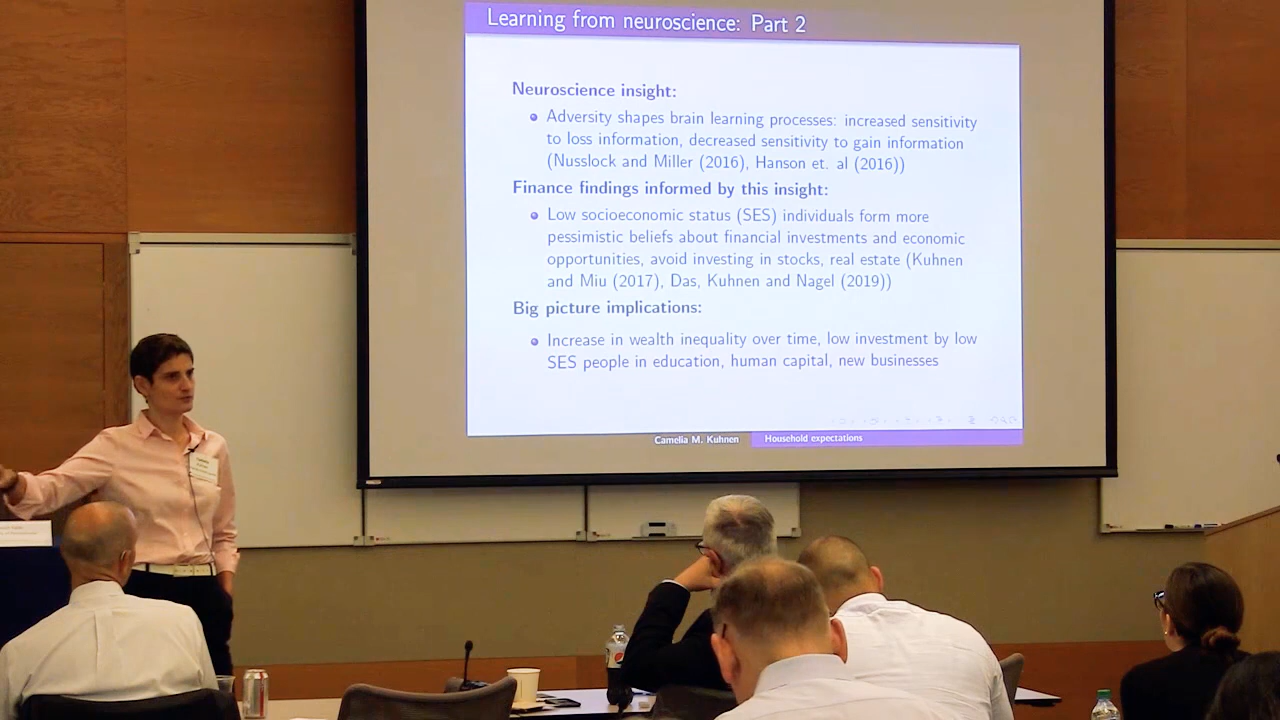 Learning from neuroscience: Part 2
Neuroscience insight:
Adversity shapes brain learning processes: increased sensitivity
to loss information, decreased sensitivity to gain information
(Nusslock and Miller (2016), Hanson et. al (2016))
Finance findings informed by this insight:
Low socioeconomic status (SES) individuals form more
pessimistic beliefs about financial investments and economic
opportunities, avoid investing in stocks, real estate (Kuhnen
and Miu (2017), Das, Kuhnen and Nagel (2019))
Big picture implications:
Increase in wealth inequality over time, low investment by low
SES people in education, human capital, new businesses
Camelia M. Kuhnen
Household expectations